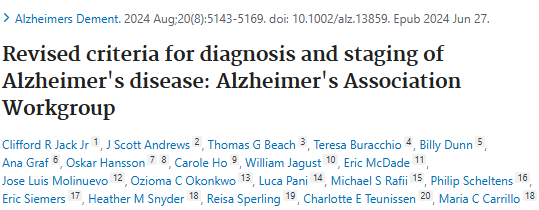 Alzheimers Dement. 2024 Aug;20(8):5143-5169. doi: 10.1002/alz.13859. Epub 2024 Jun 27.
Revised criteria for diagnosis and staging of
Alzheimer's disease: Alzheimer's Association
Workgroup
Clifford R Jack Jr 1, J Scott Andrews 2, Thomas G Beach 3, Teresa Buracchio 4, Billy Dunn 5,
Ana Graf 6, Oskar Hansson 7 8, Carole Ho 9, William Jagust 10, Eric McDade 11,
Jose Luis Molinuevo 12, Ozioma C Okonkwo 13, Luca Pani 14, Michael S Rafii 15, Philip Scheltens 16,
Eric Siemers 17, Heather M Snyder 18, Reisa Sperling 19, Charlotte E Teunissen 20, Maria C Carrillo 18